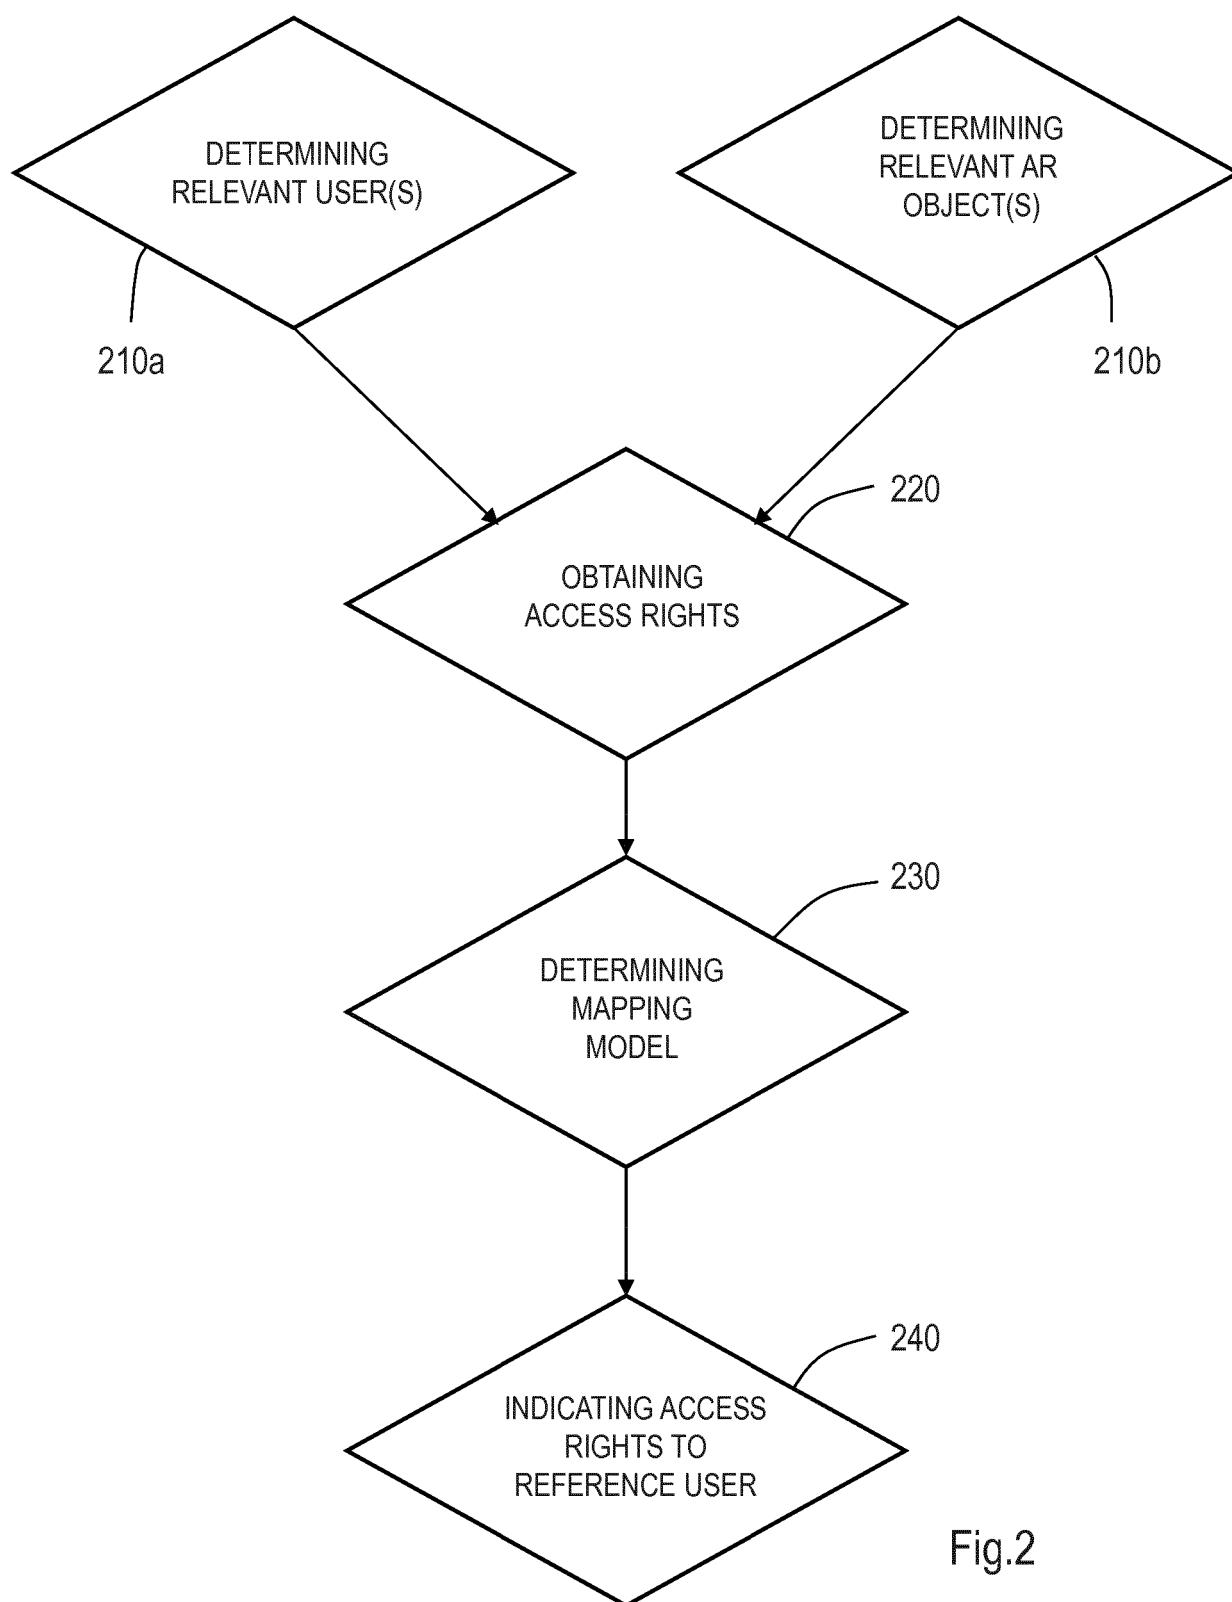 DETERMINING
RELEVANT USER(S)
DETERMINING
RELEVANT AR
OBJECT(S)
210a
210b
220
OBTAINING
ACCESS RIGHTS
230
DETERMINING
MAPPING
MODEL
240
INDICATING ACCESS
RIGHTS TO
REFERENCE USER
Fig.2